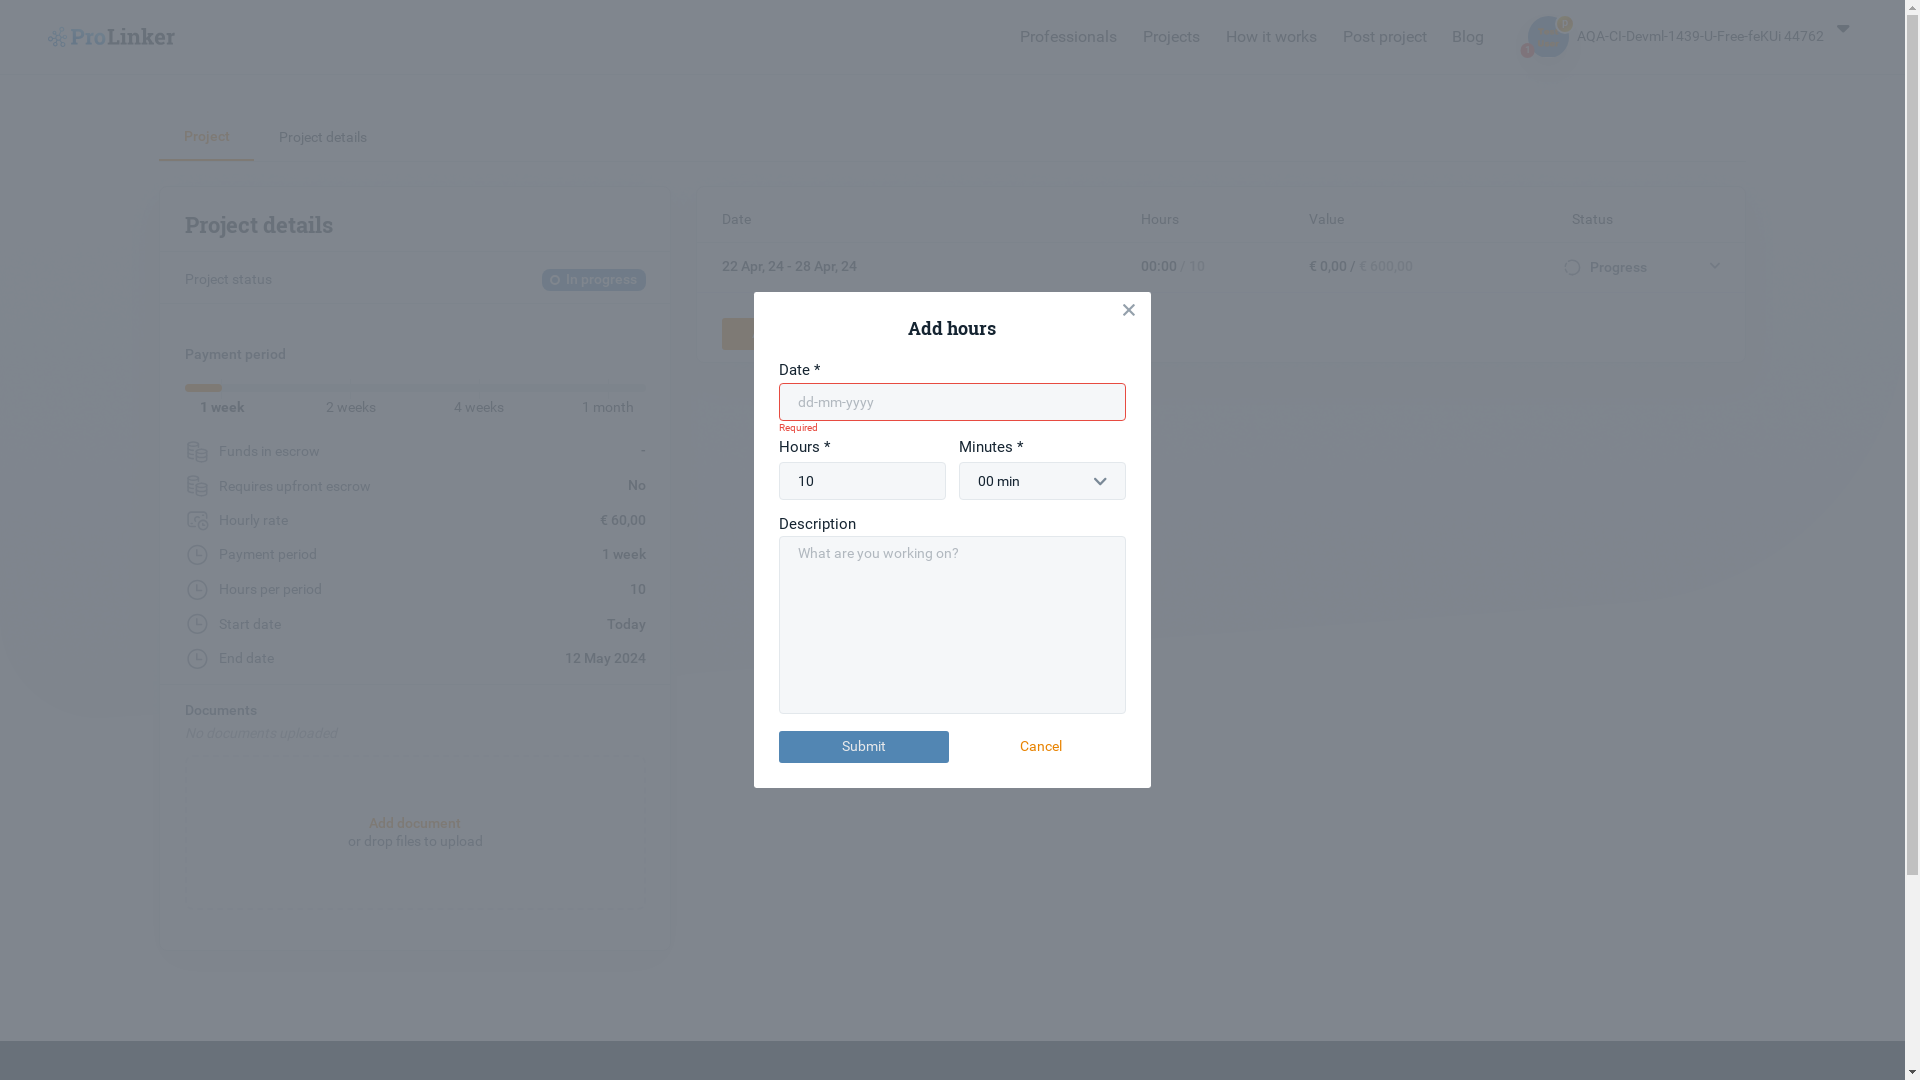 ProLinker
Professionals
Projects
How it works
Post project
Blog
AQA-CI-Devml-1439-U-Free-feKUi 44762
Project
Project details
Project details
Project status
In progress
Payment period
1 week
2 weeks
4 weeks
1 month
Funds in escrow
-
Requires upfront escrow
No
Hourly rate
€ 60,00
Payment period
1 week
Hours per period
10
Start date
Today
End date
12 May 2024
Documents
No documents uploaded
Add document
or drop files to upload
Date
Hours
Value
Status
22 Apr, 24 - 28 Apr, 24
00:00 / 10
€ 0,00 / € 600,00
Progress
Add hours
Date *
dd-mm-yyyy
Required
Hours *
Minutes *
10
00 min
Description
What are you working on?
Submit
Cancel